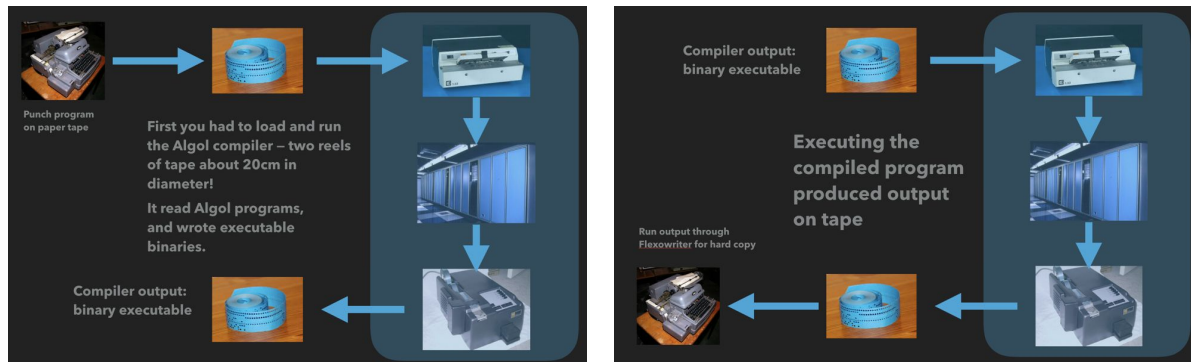 Punch program
on paper tape
First you had to load and run
the Algol compiler – two reels
of tape about 20cm in
diameter!
It read Algol programs,
and wrote executable
binaries.
Compiler output:
binary executable
Compiler output:
binary executable
Executing the
compiled program
produced output
on tape
Run output through
Flexowriter for hard copy